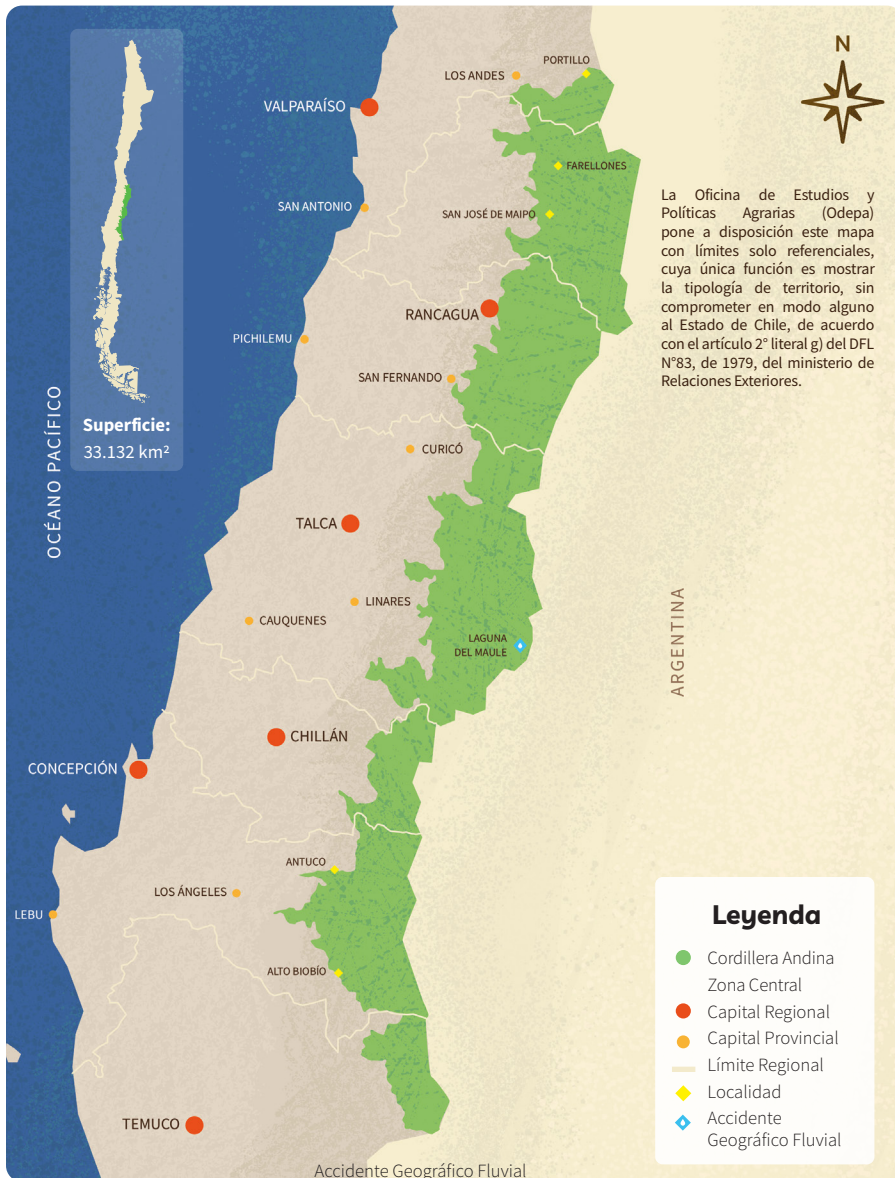 N
PORTILLO
LOS ANDES
VALPARAÍSO
FARELLONES
SAN ANTONIO
SAN JOSÉ DE MAIPO
La Oficina de Estudios y
Políticas Agrarias (Odepa)
pone a disposición este mapa
con límites solo referenciales,
cuya única función es mostrar
la tipología de territorio, sin
comprometer en modo alguno
al Estado de Chile, de acuerdo
con el artículo 2° literal g) del DFL
N°83, de 1979, del ministerio de
Relaciones Exteriores.
RANCAGUA
PICHILEMU
SAN FERNANDO
Superficie:
33.132 km²
OCÉANO PACÍFICO
CURICÓ
TALCA
LINARES
CAUQUENES
LAGUNA
DEL MAULE
ARGENTINA
CHILLÁN
CONCEPCIÓN
ANTUCO
LOS ÁNGELES
LEBU
ALTO BIOBÍO
TEMUCO
Leyenda
Cordillera Andina
Zona Central
Capital Regional
Capital Provincial
Límite Regional
Localidad
Accidente
Geográfico Fluvial
Accidente Geográfico Fluvial